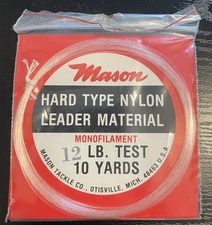 Mason
HARD TYPE NYLON
LEADER MATERIAL
MONOFILAMENT
12 LB. TEST
10 YARDS
MASON TACKLE CO., OTISVILLE, MICH. 48463 U.S.A.